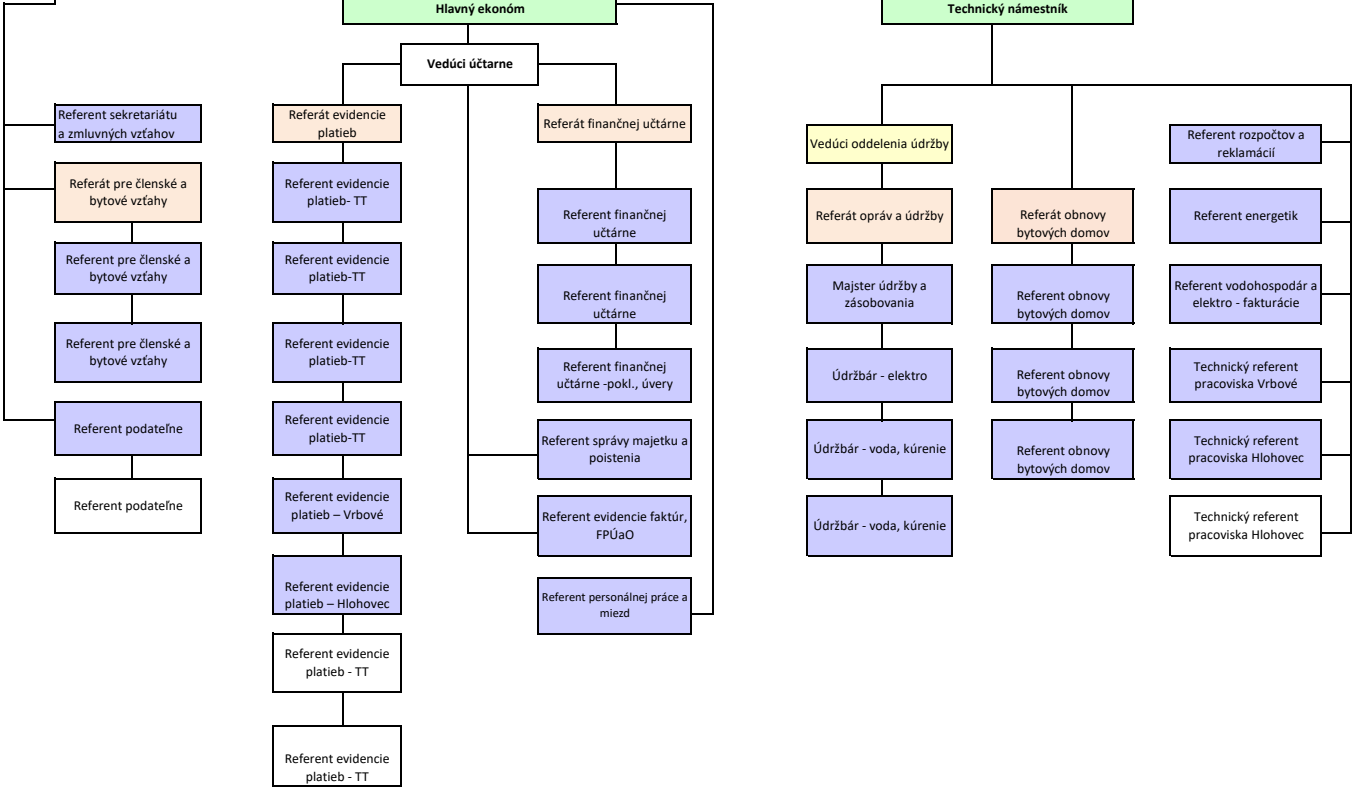 Hlavný ekonóm
Technický námestník
Vedúci účtarne
Referent sekretariátu
a zmluvných vzťahov
Referát pre členské a
bytové vzťahy
Referent pre členské a
bytové vzťahy
Referent pre členské a
bytové vzťahy
Referent podateľne
Referent podateľne
Referát evidencie
platieb
Referent evidencie
platieb- TT
Referent evidencie
platieb-TT
Referent evidencie
platieb-TT
Referent evidencie
platieb-TT
Referent evidencie
platieb – Vrbové
Referent evidencie
platieb – Hlohovec
Referent evidencie
platieb - TT
Referent evidencie
platieb - TT
Referát finančnej učtárne
Referent finančnej
učtárne
Referent finančnej
učtárne
Referent finančnej
učtárne -pokl., úvery
Referent správy majetku a
poistenia
Referent evidencie faktúr,
FPÚaO
Referent personálnej práce a
miezd
Vedúci oddelenia údržby
Referát opráv a údržby
Majster údržby a
zásobovania
Údržbár - elektro
Údržbár - voda, kúrenie
Údržbár - voda, kúrenie
Referát obnovy
bytových domov
Referent obnovy
bytových domov
Referent obnovy
bytových domov
Referent obnovy
bytových domov
Referent rozpočtov a
reklamácií
Referent energetik
Referent vodohospodár a
elektro - fakturácie
Technický referent
pracoviska Vrbové
Technický referent
pracoviska Hlohovec
Technický referent
pracoviska Hlohovec